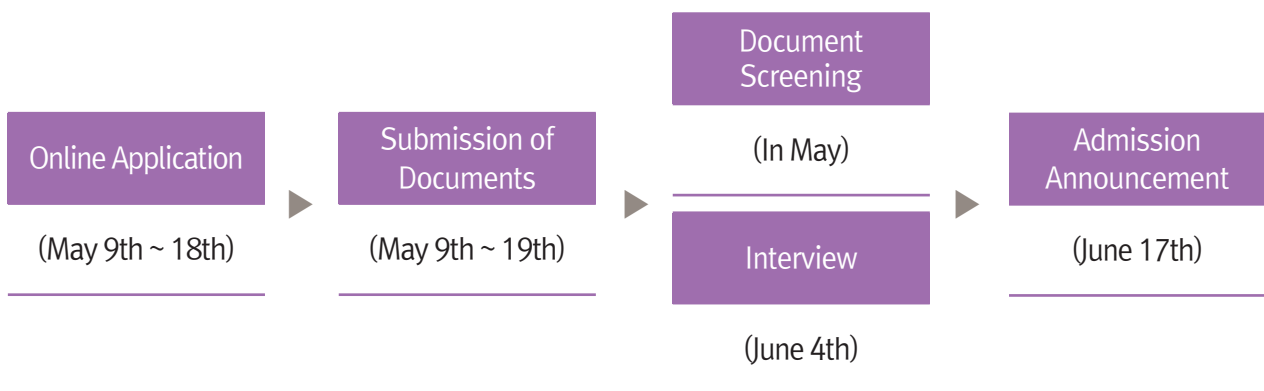 Online Application
(May 9th ~ 18th)
Submission of
Documents
(May 9th ~ 19th)
Document
Screening
(In May)
Interview
(June 4th)
Admission
Announcement
(June 17th)